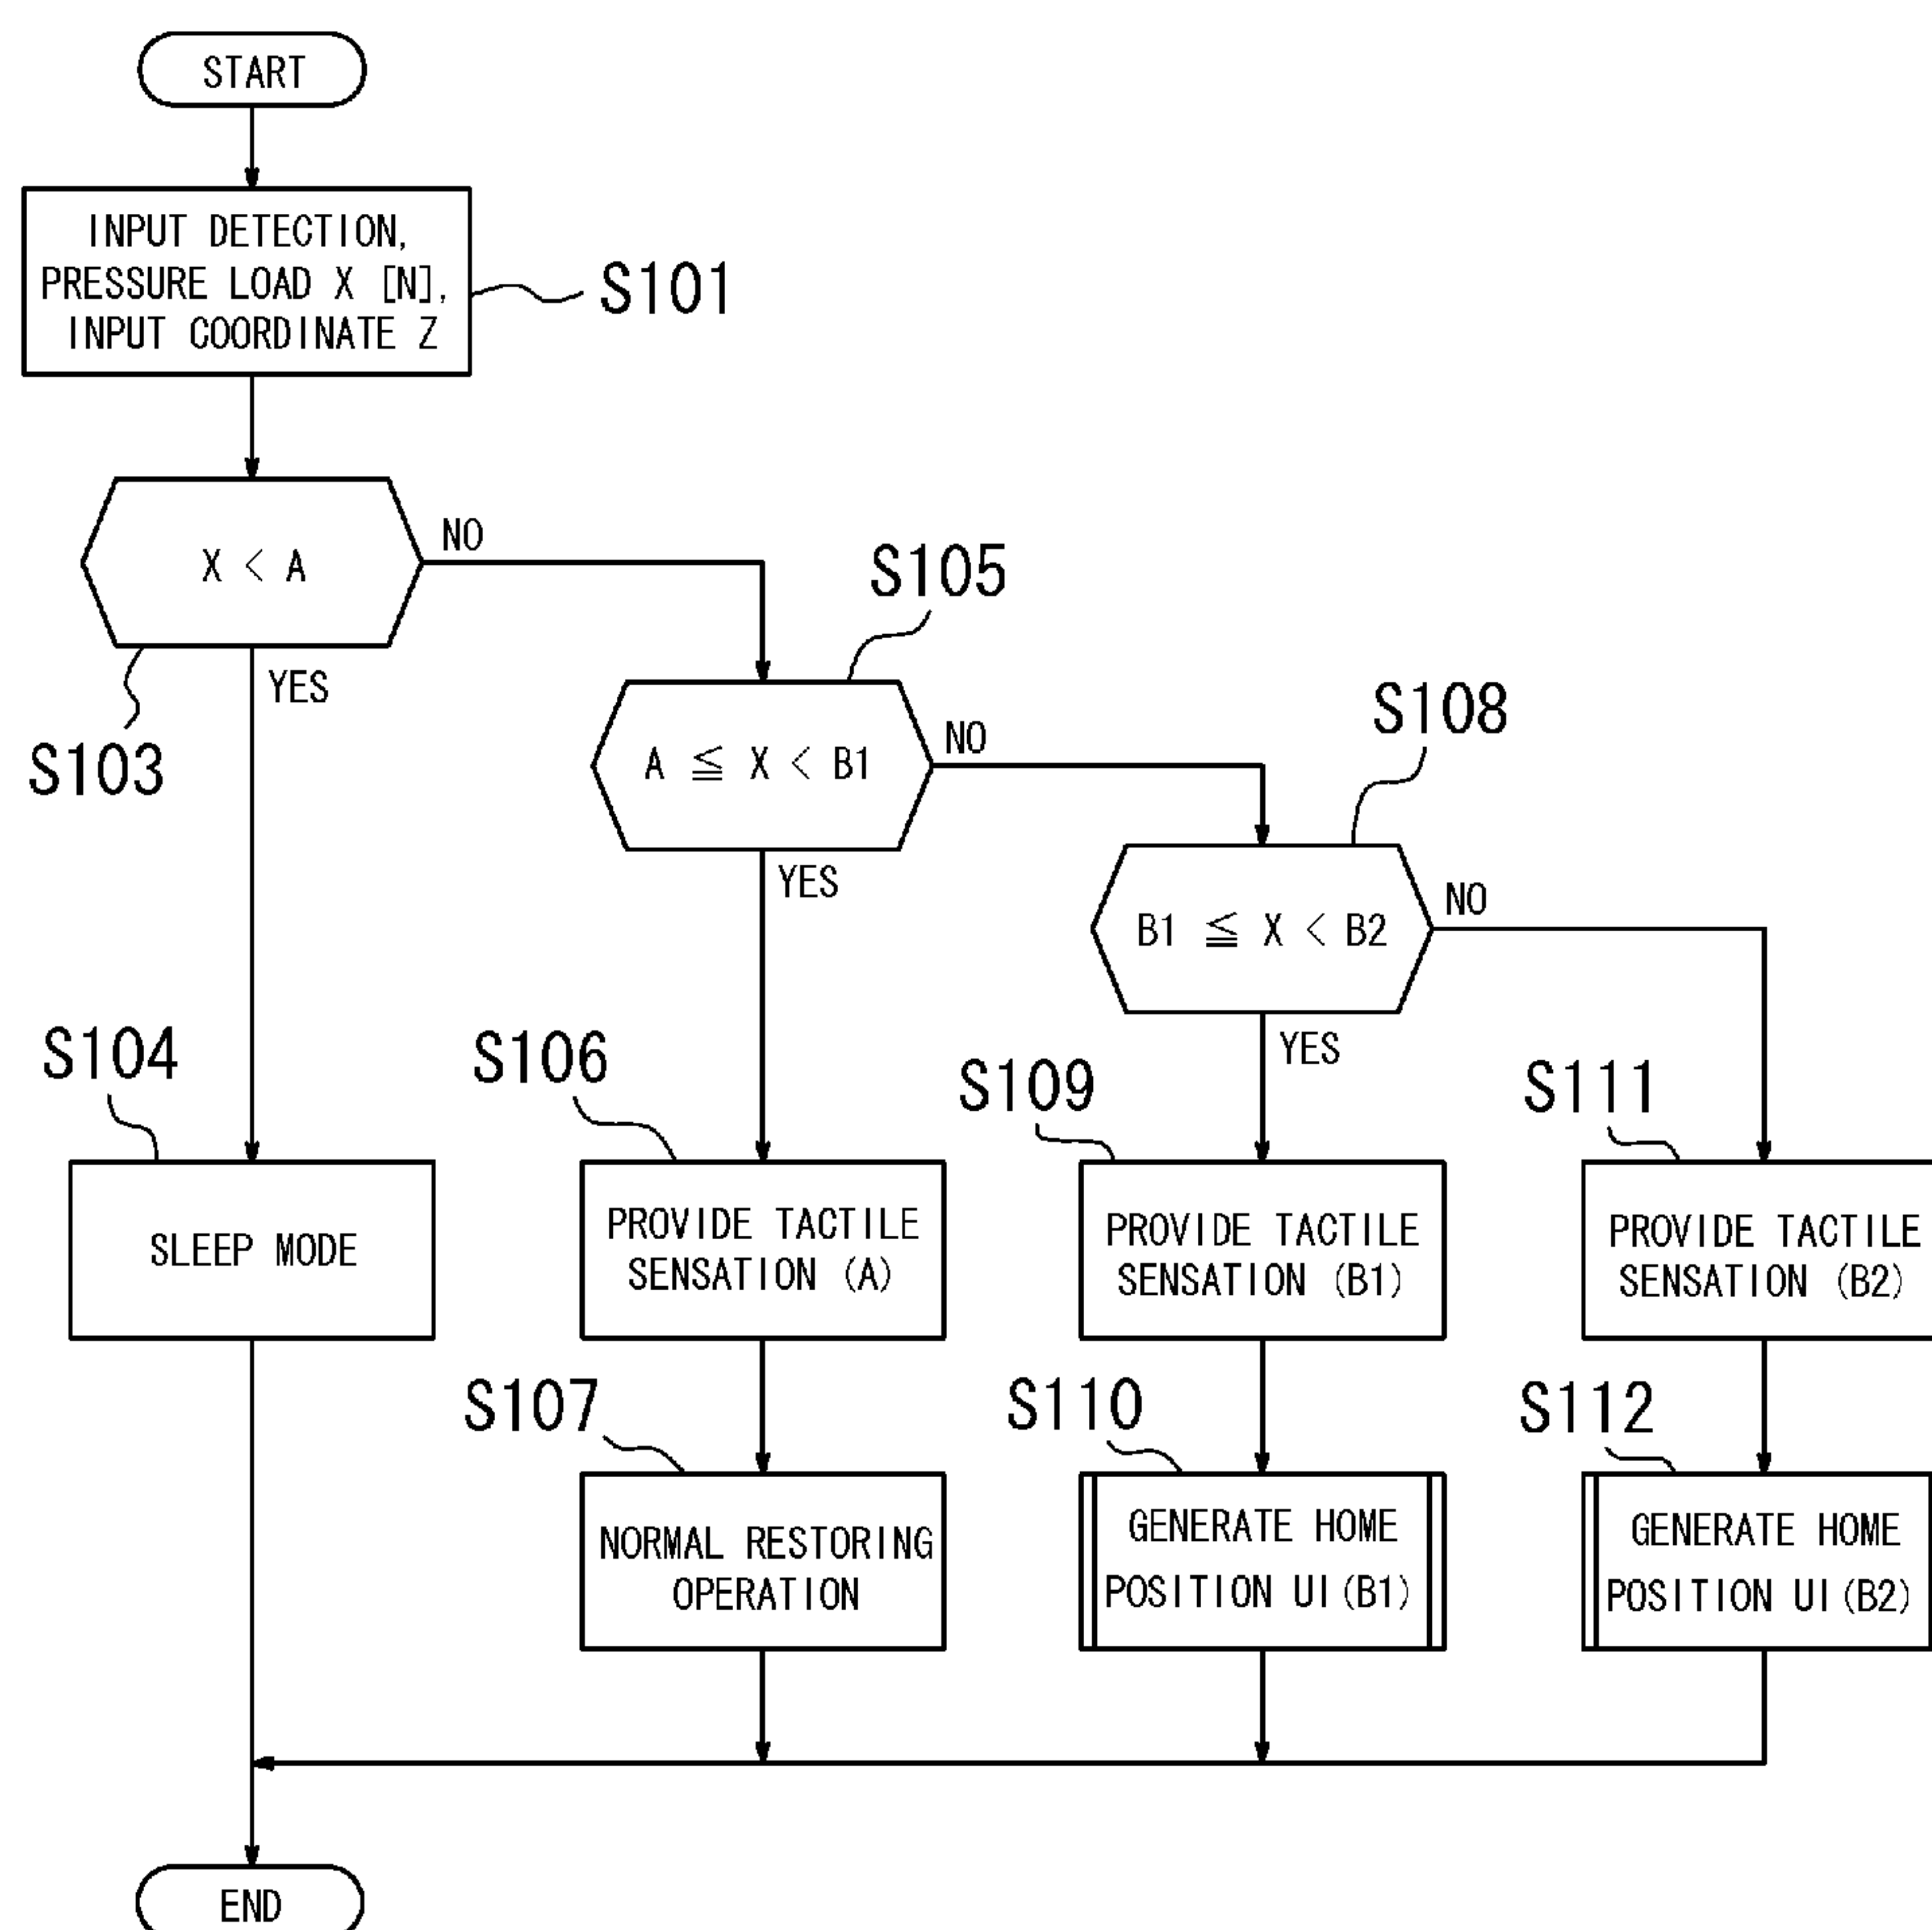 START
INPUT DETECTION,
PRESSURE LOAD X [N],
INPUT COORDINATE Z
S101
X < A
NO
YES
S103
S105
A ≦ X < B1
NO
YES
S108
B1 ≦ X < B2
NO
YES
S104
SLEEP MODE
S106
PROVIDE TACTILE
SENSATION (A)
S109
PROVIDE TACTILE
SENSATION (B1)
S111
PROVIDE TACTILE
SENSATION (B2)
S107
NORMAL RESTORING
OPERATION
S110
GENERATE HOME
POSITION UI (B1)
S112
GENERATE HOME
POSITION UI (B2)
END